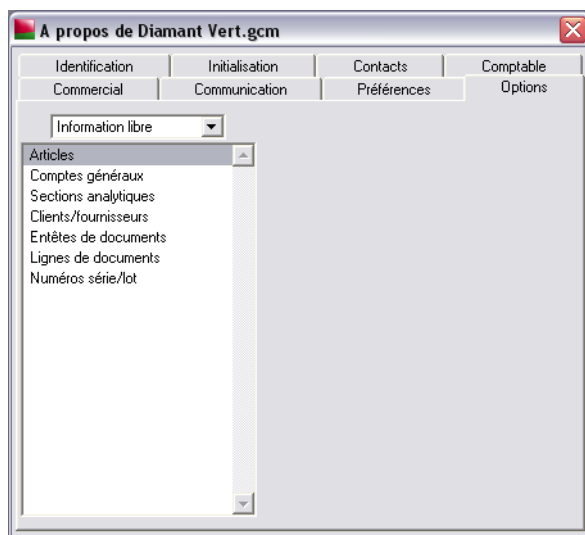 A propos de Diamant Vert.gcm
Identification Initialisation Contacts Comptable
Commercial Communication Préférences Options
Information libre
Articles
Comptes généraux
Sections analytiques
Clients/fournisseurs
Entêtes de documents
Lignes de documents
Numéros série/lot